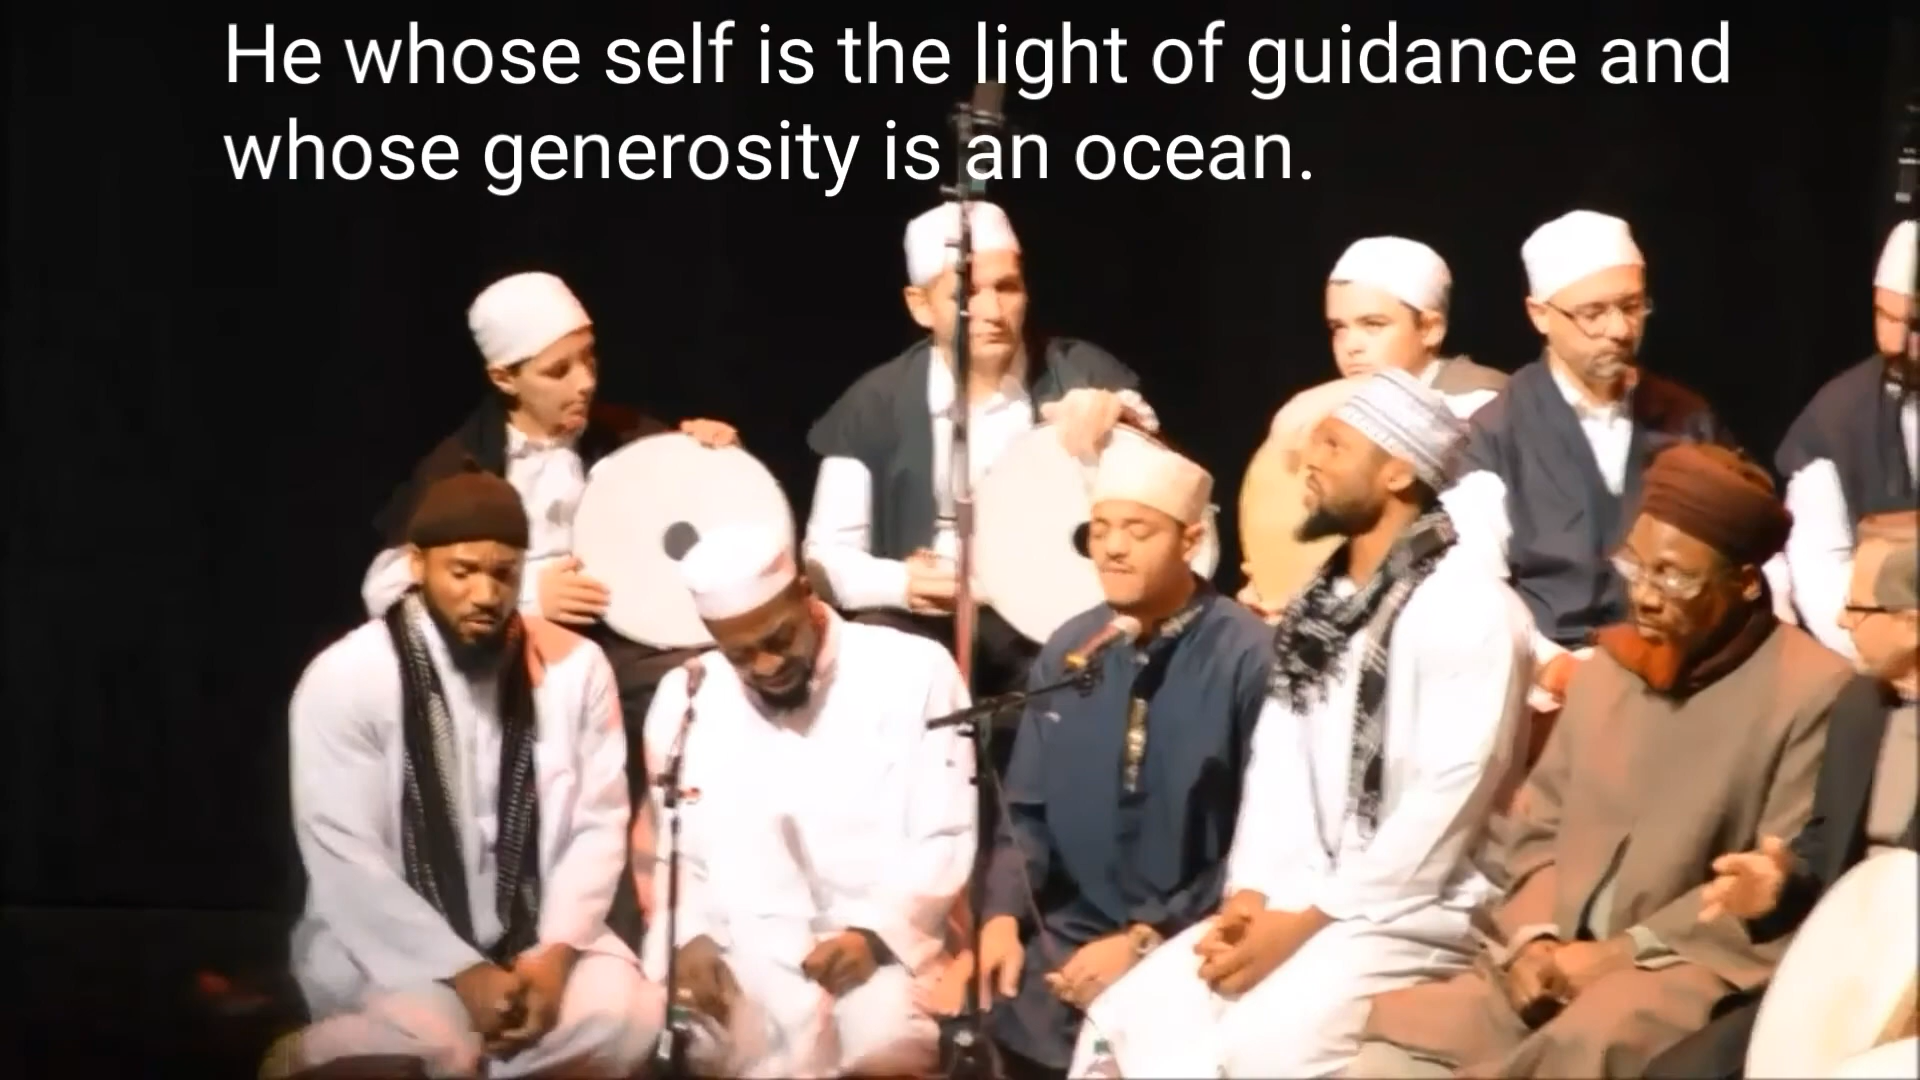 He whose self is the light of guidance and
whose generosity is an ocean.